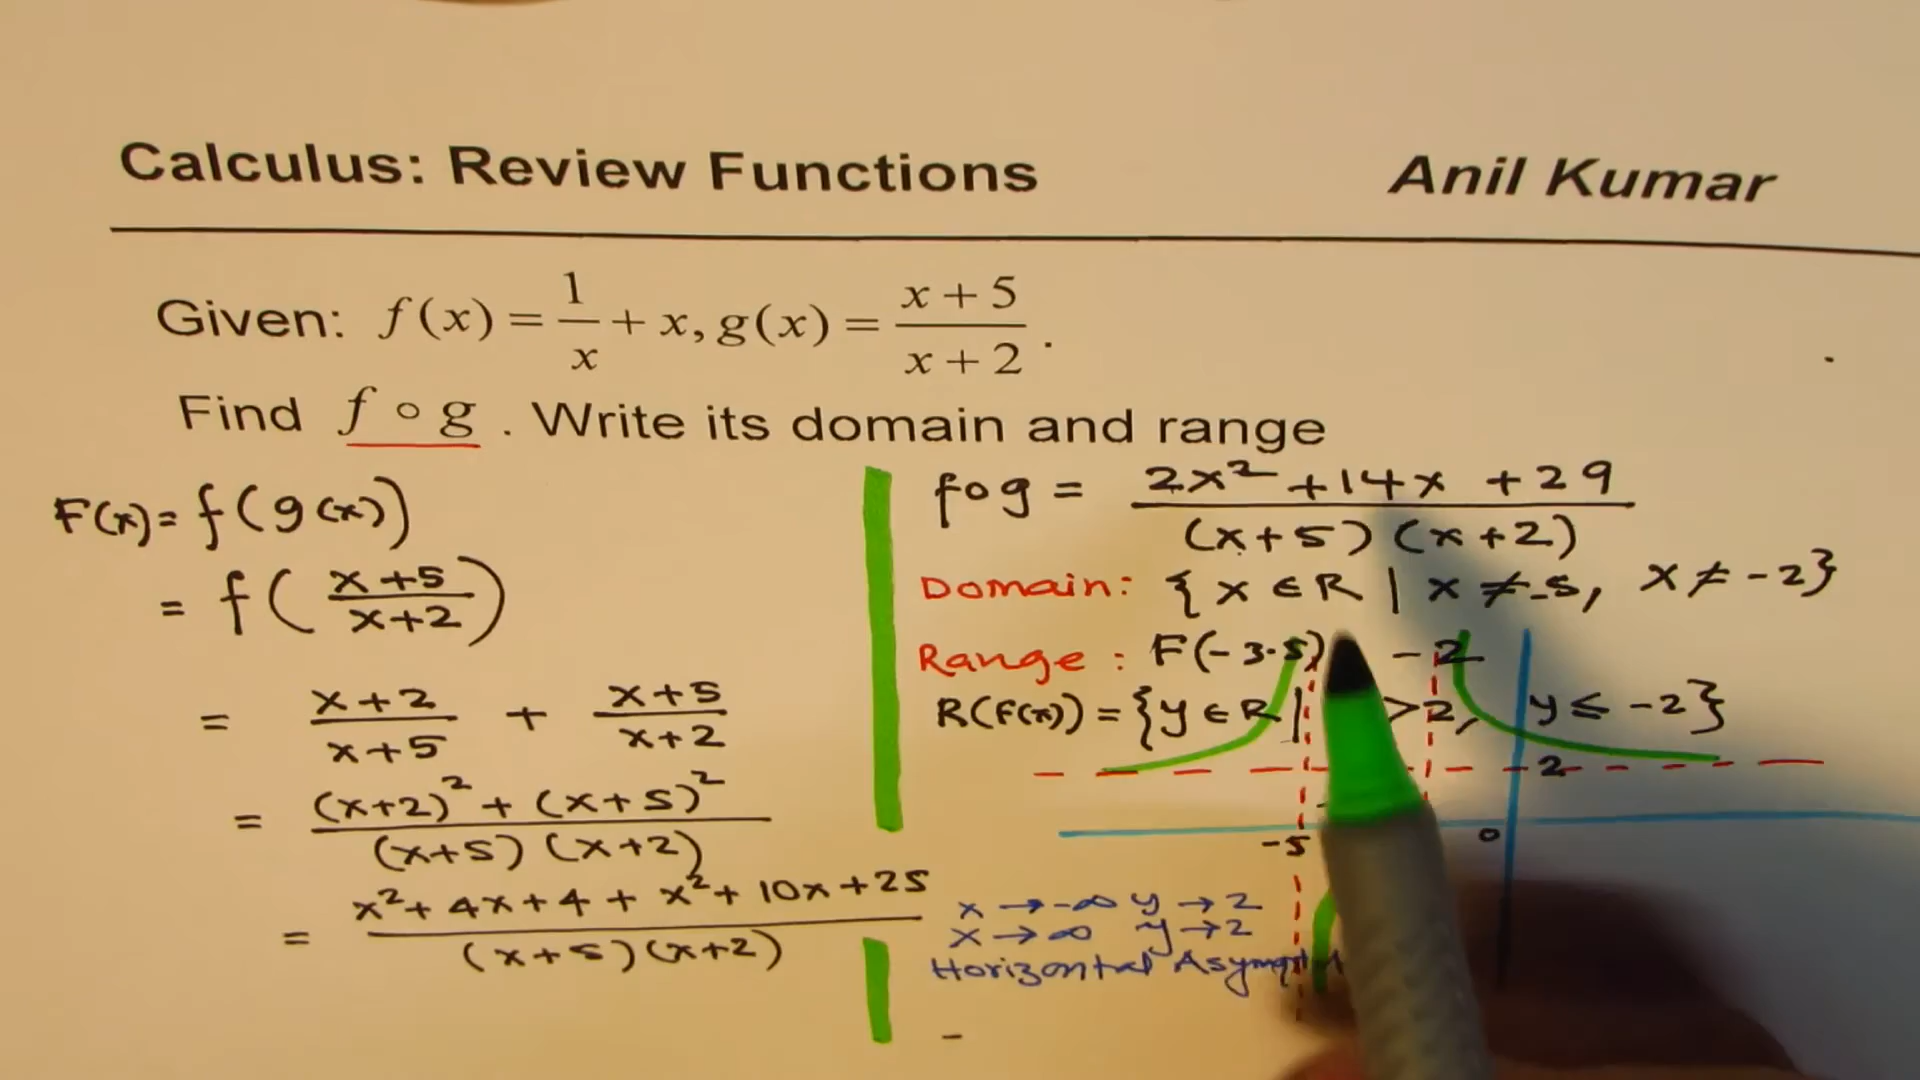 Calculus: Review Functions
Anil Kumar
Given: f(x) = 1/x + x, g(x) = (x + 5)/(x + 2).
Find f ∘ g. Write its domain and range
F(x) = f(g(x))
= f((x+5)/(x+2))
= (x+2)/(x+5) + (x+5)/(x+2)
= ((x+2)² + (x+5)²)/((x+5)(x+2))
= (x² + 4x + 4 + x² + 10x + 25)/((x+5)(x+2))
fog = (2x² + 14x + 29)/((x+5)(x+2))
Domain: {x ∈ R | x ≠ -5, x ≠ -2}
Range: F(-3.5) -2
R(F(x)) = {y ∈ R | >2, y ≤ -2}
2
-5
0
x → -∞ y → 2
x → ∞ y → 2
Horizontal